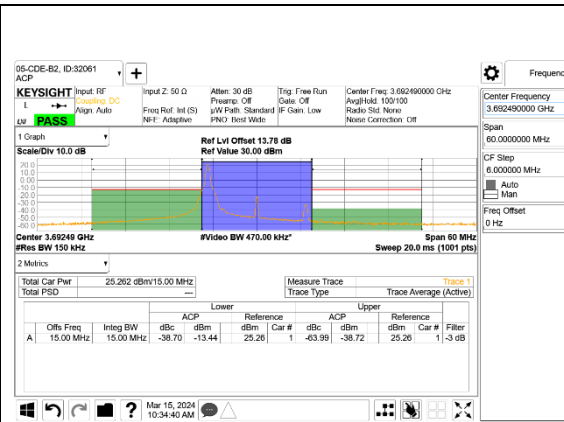 05-CDE-B2, ID:32061
ACP
+
Frequenc
KEYSIGHT
L
PASS
Input: RF
Coupling: DC
Align: Auto
Input Z: 50 Ω
Freq Ref: Int (S)
NFE: Adaptive
Atten: 30 dB
Preamp: Off
µW Path: Standard
PNO: Best Wide
Trig: Free Run
Gate: Off
IF Gain: Low
Center Freq: 3.692490000 GHz
Avg|Hold: 100/100
Radio Std: None
Noise Correction: Off
Center Frequency
3.692490000 GHz
Span
60.0000000 MHz
CF Step
6.000000 MHz
Auto
Man
Freq Offset
0 Hz
1 Graph
Scale/Div 10.0 dB
Ref Lvl Offset 13.78 dB
Ref Value 30.00 dBm
20.0
10.0
0.00
-10.0
-20.0
-30.0
-40.0
-50.0
-60.0
Center 3.69249 GHz
#Video BW 470.00 kHz*
Span 60 MHz
#Res BW 150 kHz
Sweep 20.0 ms (1001 pts)
2 Metrics
Total Car Pwr 25.262 dBm/15.00 MHz
Total PSD ---
Measure Trace Trace 1
Trace Type Trace Average (Active)
Lower Upper
ACP Reference ACP Reference
Offs Freq Integ BW dBc dBm dBm Car # dBc dBm dBm Car # Filter
A 15.00 MHz 15.00 MHz -38.70 -13.44 25.26 1 -63.99 -38.72 25.26 1 -3 dB
?
Mar 15, 2024
10:34:40 AM